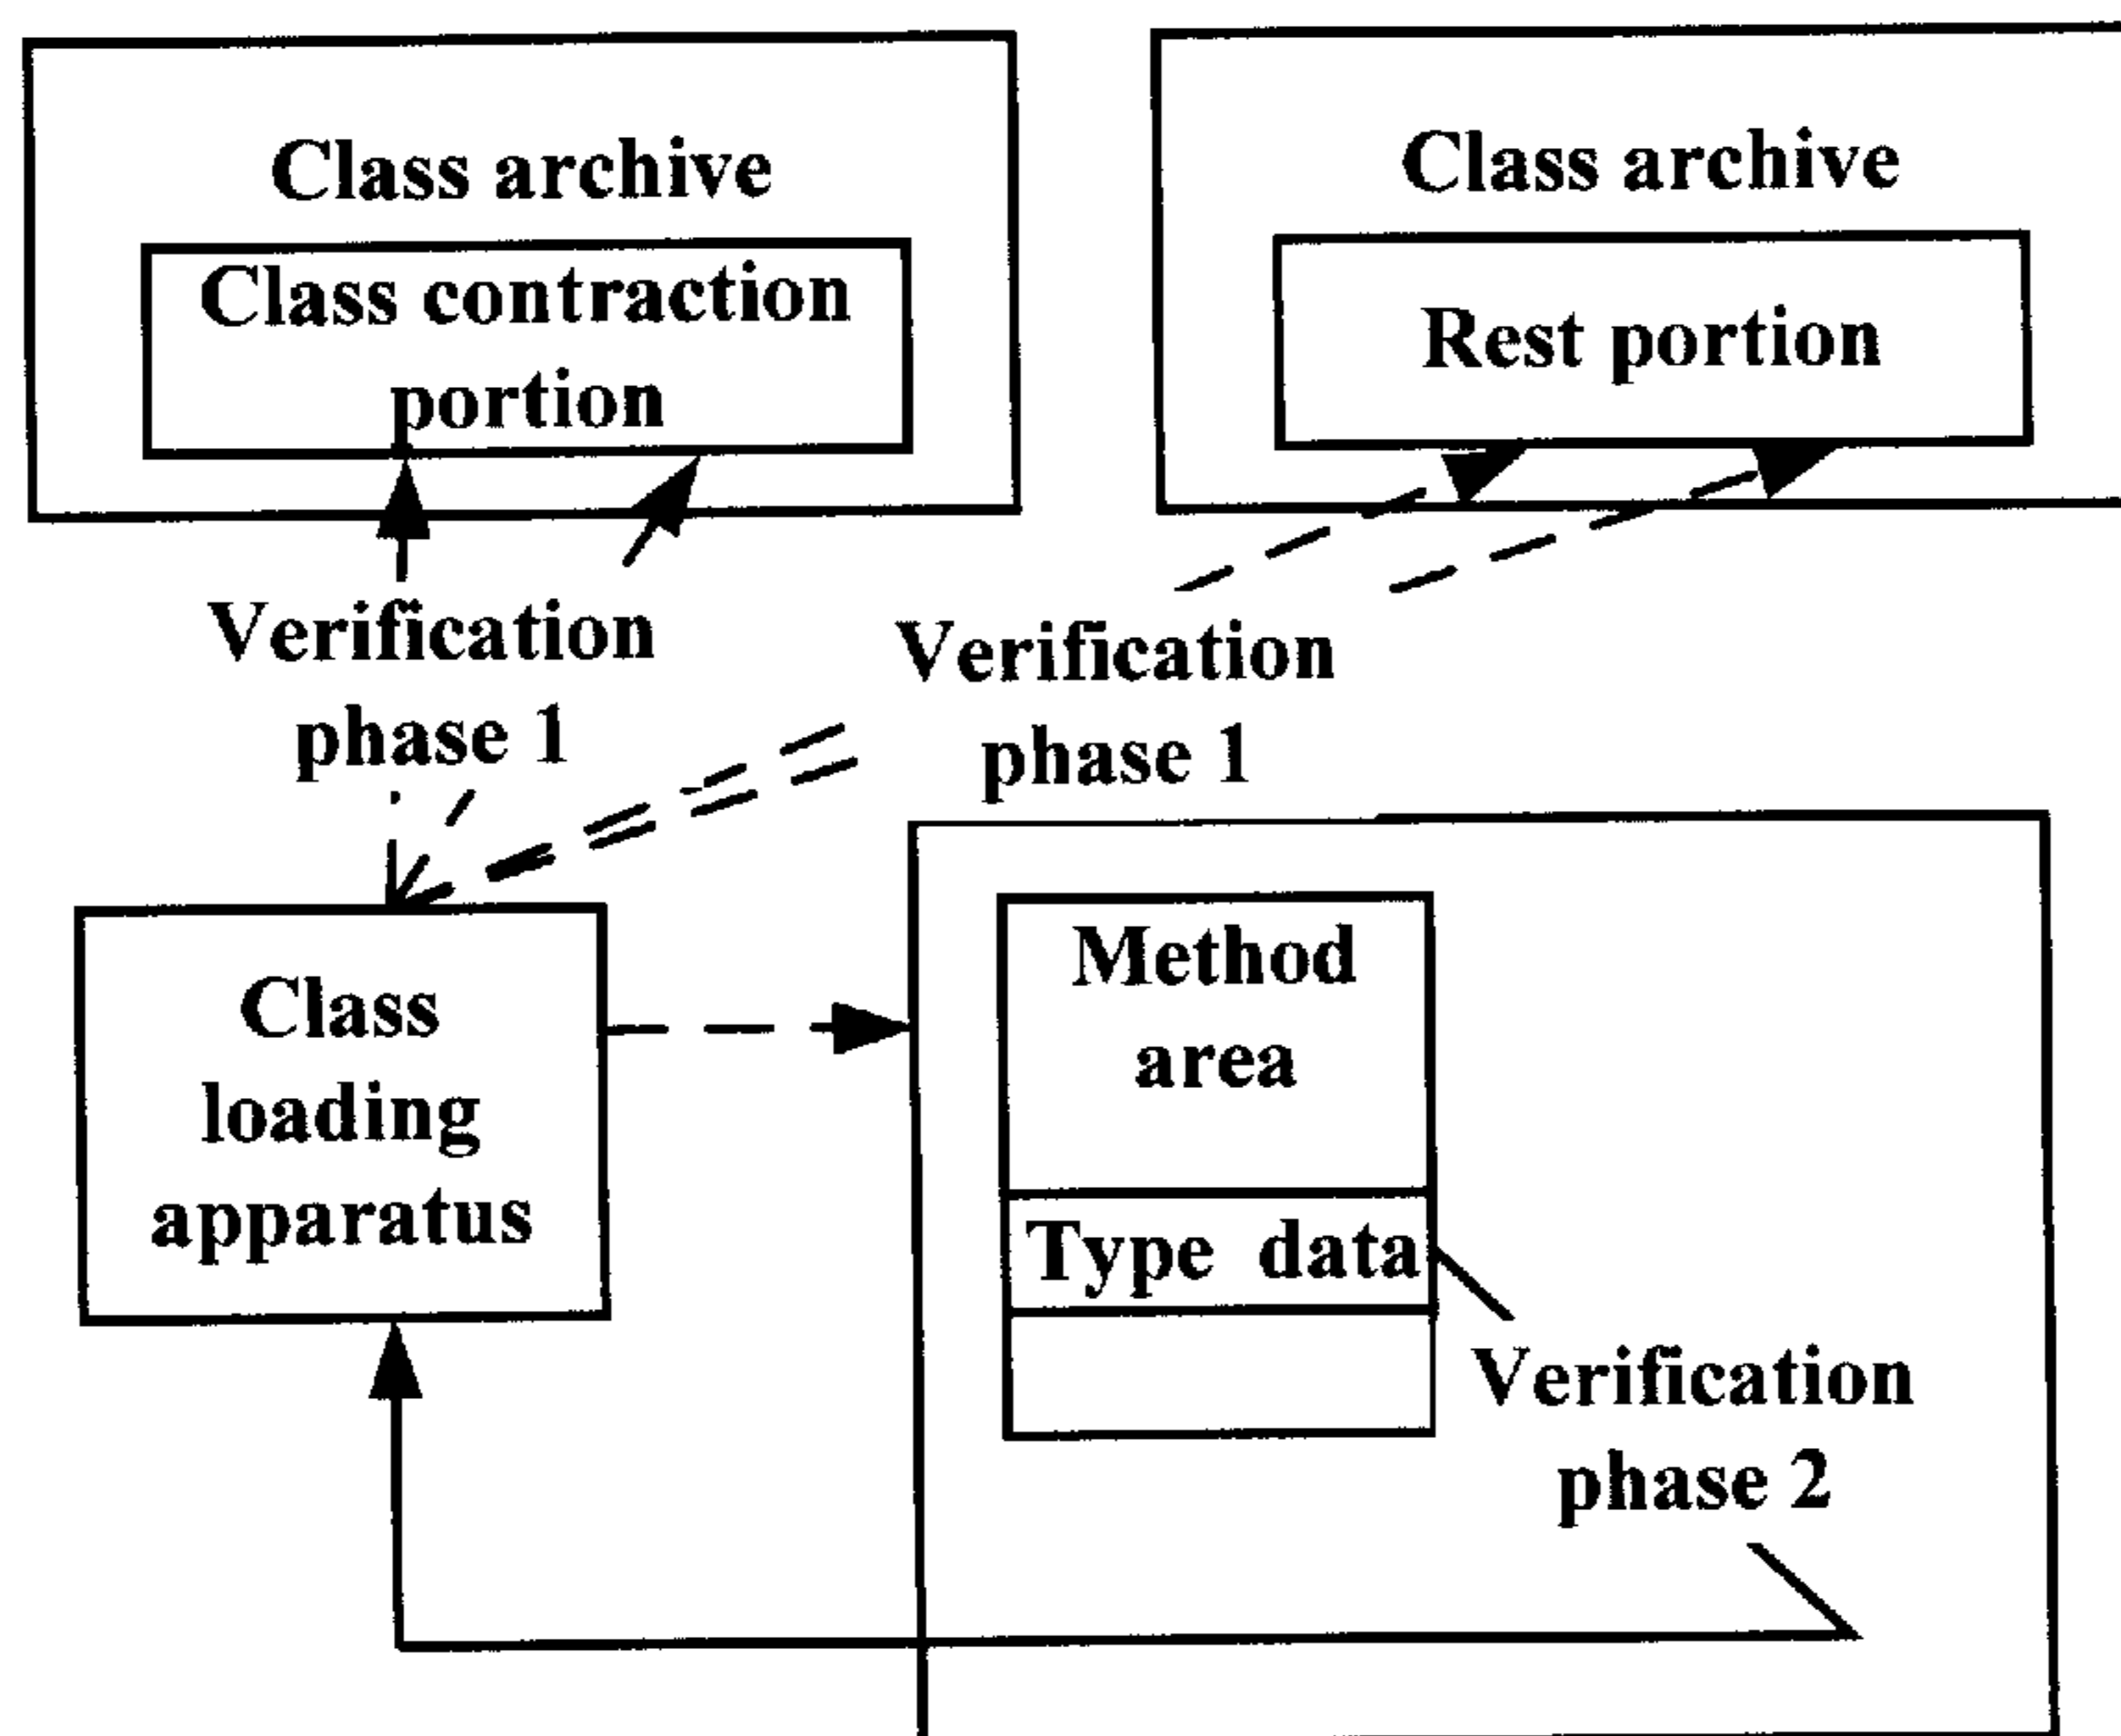 Class archive
Class contraction
portion
Class archive
Rest portion
Verification
phase 1
Verification
phase 1
Class
loading
apparatus
Method
area
Type data
Verification
phase 2